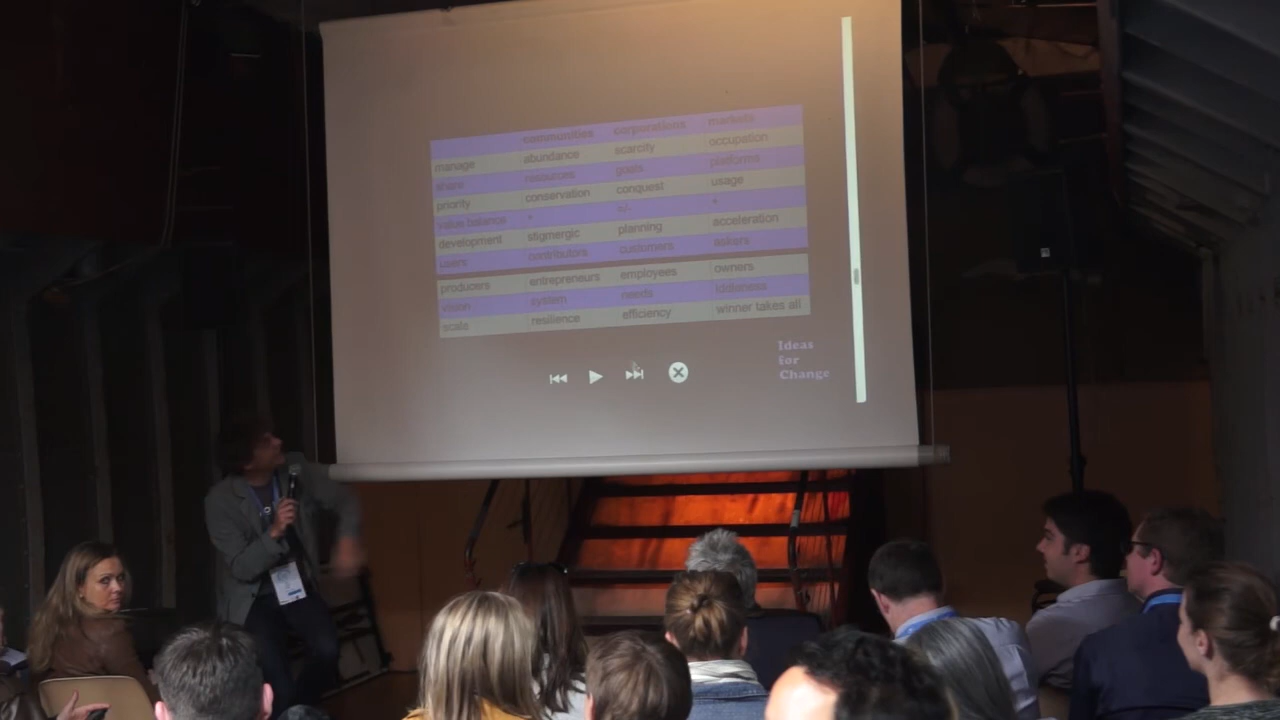 communities corporations markets
manage abundance scarcity occupation
share resources goals platforms
priority conservation conquest usage
value balance + +/- +
development stigmergic planning acceleration
users contributors customers askers
producers entrepreneurs employees owners
vision system needs iddleness
scale resilience efficiency winner takes all
Ideas
for
Change